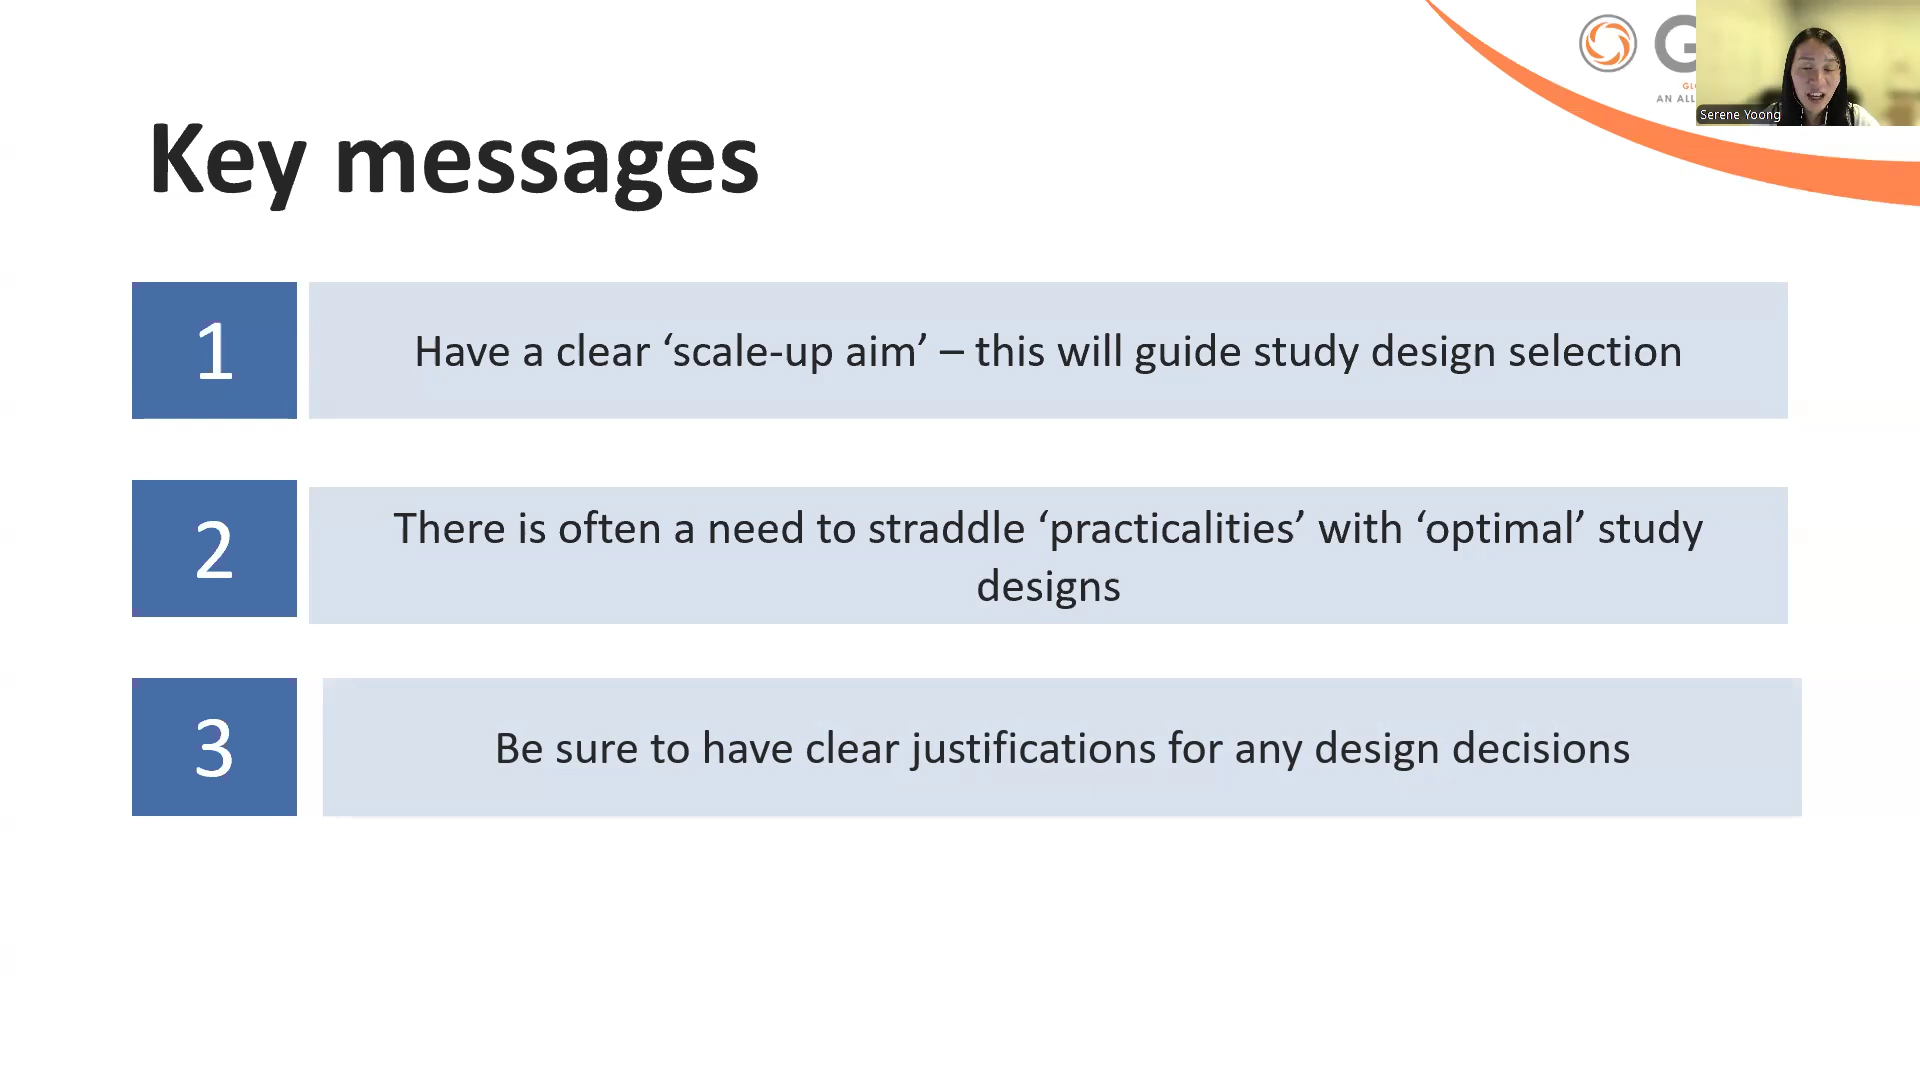 Key messages
1
Have a clear ‘scale-up aim’ – this will guide study design selection
2
There is often a need to straddle ‘practicalities’ with ‘optimal’ study
designs
3
Be sure to have clear justifications for any design decisions
G
AN ALL
Serene Yoong